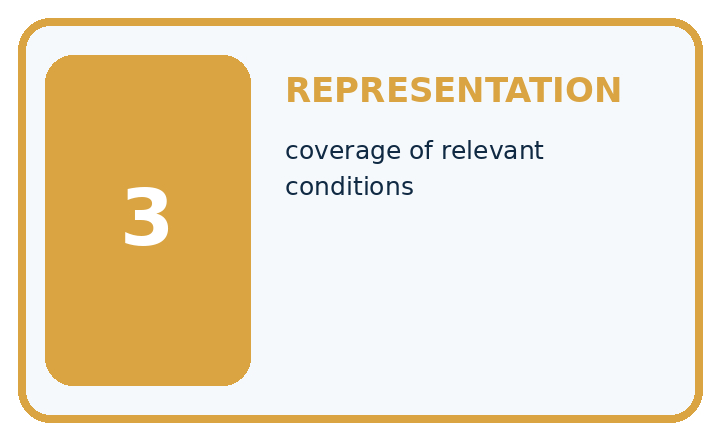 3
REPRESENTATION
coverage of relevant
conditions